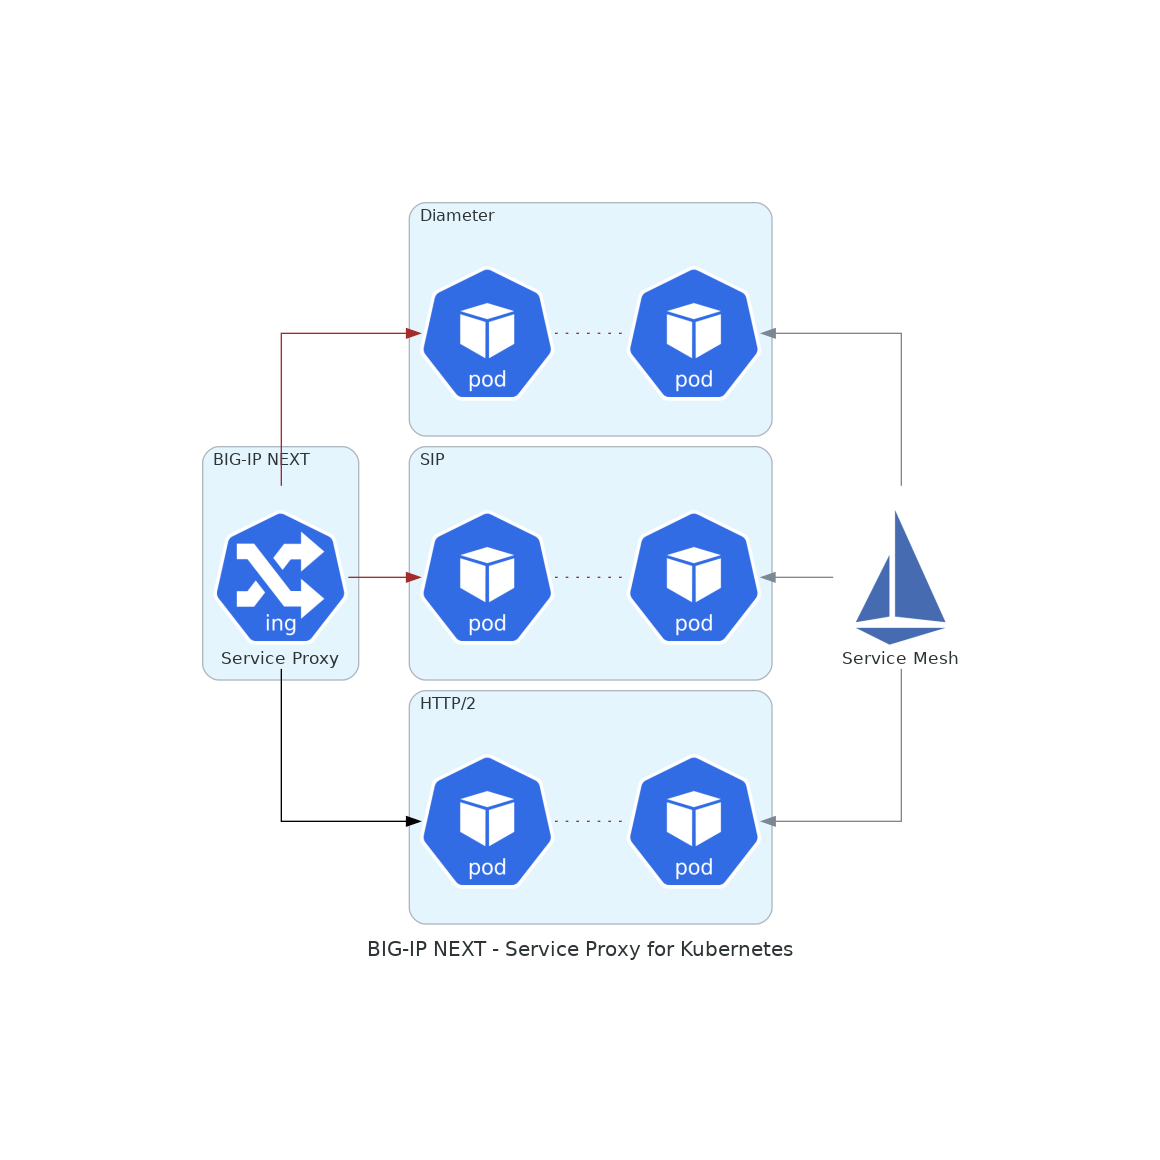 Diameter
pod
pod
BIG-IP NEXT
ing
Service Proxy
SIP
pod
pod
Service Mesh
HTTP/2
pod
pod
BIG-IP NEXT - Service Proxy for Kubernetes